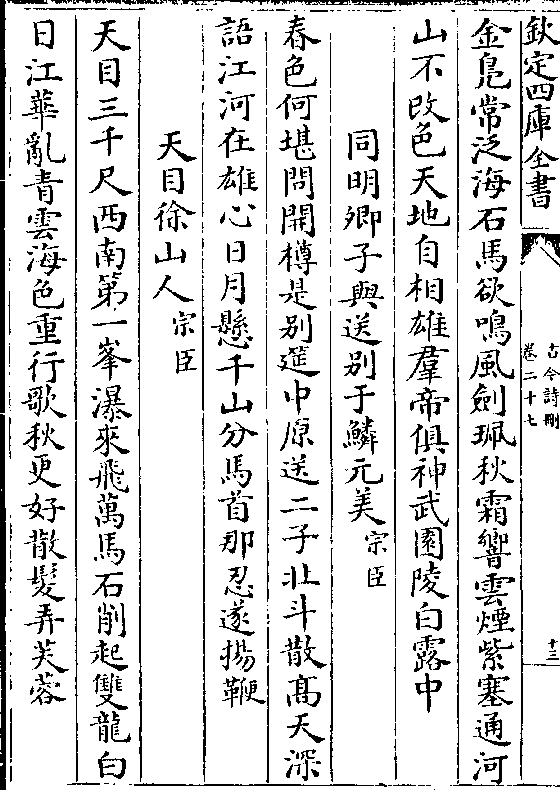 欽定四庫全書
古今詩刪
卷二十七
十三
金鳬常泛海石馬欲鳴風劍珮秋霜響雲煙紫塞通河
山不改色天地自相雄羣帝俱神武園陵白露中
同明卿子與送别于鱗元美宗臣
春色何堪問開樽是别筵中原送二子北斗散髙天深
語江河在雄心日月懸千山分馬首那忍遂揚鞭
天目徐山人宗臣
天目三千尺西南第一峯瀑來飛萬馬石削起雙龍白
日江華亂青雲海色重行歌秋更好散髮弄芙蓉